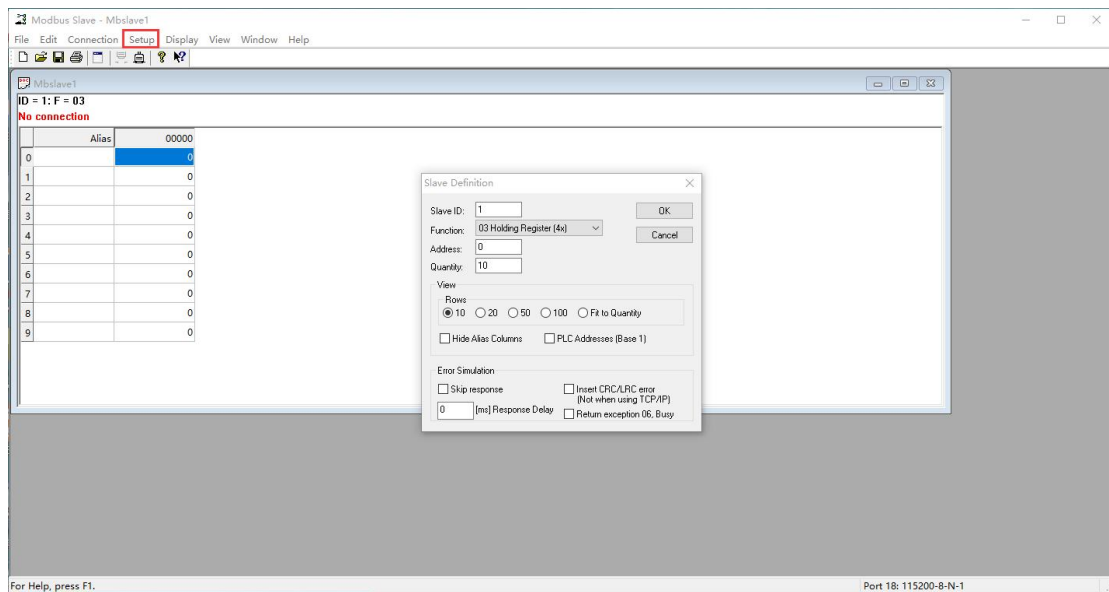 Modbus Slave - Mbslave1
File Edit Connection Setup Display View Window Help
Mbslave1
ID = 1: F = 03
No connection
Alias 00000
0 0
1 0
2 0
3 0
4 0
5 0
6 0
7 0
8 0
9 0
Slave Definition
Slave ID: 1 OK
Function: 03 Holding Register (4x) Cancel
Address: 0
Quantity: 10
View
Rows
10 20 50 100 Fit to Quantity
Hide Alias Columns PLC Addresses (Base 1)
Error Simulation
Skip response Insert CRC/LRC error
(Not when using TCP/IP)
0 [ms] Response Delay Return exception 06, Busy
For Help, press F1. Port 18: 115200-8-N-1